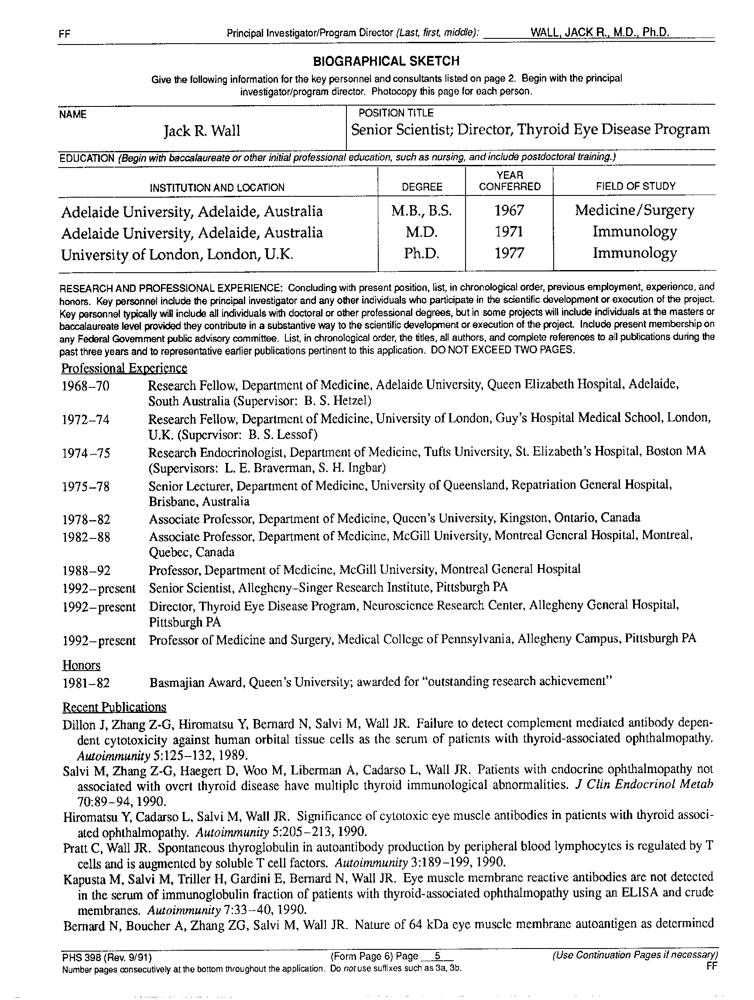 FF Principal Investigator/Program Director (Last, first, middle): WALL, JACK R., M.D., Ph.D.
BIOGRAPHICAL SKETCH
Give the following information for the key personnel and consultants listed on page 2. Begin with the principal
investigator/program director. Photocopy this page for each person.
NAME POSITION TITLE
Jack R. Wall Senior Scientist; Director, Thyroid Eye Disease Program
EDUCATION (Begin with baccalaureate or other initial professional education, such as nursing, and include postdoctoral training.)
INSTITUTION AND LOCATION DEGREE YEAR CONFERRED FIELD OF STUDY
Adelaide University, Adelaide, Australia M.B., B.S. 1967 Medicine/Surgery
Adelaide University, Adelaide, Australia M.D. 1971 Immunology
University of London, London, U.K. Ph.D. 1977 Immunology
RESEARCH AND PROFESSIONAL EXPERIENCE: Concluding with present position, list, in chronological order, previous employment, experience, and
honors. Key personnel include the principal investigator and any other individuals who participate in the scientific development or execution of the project.
Key personnel typically will include all individuals with doctoral or other professional degrees, but in some projects will include individuals at the masters or
baccalaureate level provided they contribute in a substantive way to the scientific development or execution of the project. Include present membership on
any Federal Government public advisory committee. List, in chronological order, the titles, all authors, and complete references to all publications during the
past three years and to representative earlier publications pertinent to this application. DO NOT EXCEED TWO PAGES.
Professional Experience
1968–70 Research Fellow, Department of Medicine, Adelaide University, Queen Elizabeth Hospital, Adelaide,
South Australia (Supervisor: B. S. Hetzel)
1972–74 Research Fellow, Department of Medicine, University of London, Guy's Hospital Medical School, London,
U.K. (Supervisor: B. S. Lessof)
1974–75 Research Endocrinologist, Department of Medicine, Tufts University, St. Elizabeth's Hospital, Boston MA
(Supervisors: L. E. Braverman, S. H. Ingbar)
1975–78 Senior Lecturer, Department of Medicine, University of Queensland, Repatriation General Hospital,
Brisbane, Australia
1978–82 Associate Professor, Department of Medicine, Queen's University, Kingston, Ontario, Canada
1982–88 Associate Professor, Department of Medicine, McGill University, Montreal General Hospital, Montreal,
Quebec, Canada
1988–92 Professor, Department of Medicine, McGill University, Montreal General Hospital
1992–present Senior Scientist, Allegheny–Singer Research Institute, Pittsburgh PA
1992–present Director, Thyroid Eye Disease Program, Neuroscience Research Center, Allegheny General Hospital,
Pittsburgh PA
1992–present Professor of Medicine and Surgery, Medical College of Pennsylvania, Allegheny Campus, Pittsburgh PA
Honors
1981–82 Basmajian Award, Queen's University; awarded for "outstanding research achievement"
Recent Publications
Dillon J, Zhang Z-G, Hiromatsu Y, Bernard N, Salvi M, Wall JR. Failure to detect complement mediated antibody depen-
dent cytotoxicity against human orbital tissue cells as the serum of patients with thyroid-associated ophthalmopathy.
Autoimmunity 5:125–132, 1989.
Salvi M, Zhang Z-G, Haegert D, Woo M, Liberman A, Cadarso L, Wall JR. Patients with endocrine ophthalmopathy not
associated with overt thyroid disease have multiple thyroid immunological abnormalities. J Clin Endocrinol Metab
70:89–94, 1990.
Hiromatsu Y, Cadarso L, Salvi M, Wall JR. Significance of cytotoxic eye muscle antibodies in patients with thyroid associ-
ated ophthalmopathy. Autoimmunity 5:205–213, 1990.
Pratt C, Wall JR. Spontaneous thyroglobulin in autoantibody production by peripheral blood lymphocytes is regulated by T
cells and is augmented by soluble T cell factors. Autoimmunity 3:189–199, 1990.
Kapusta M, Salvi M, Triller H, Gardini E, Bernard N, Wall JR. Eye muscle membrane reactive antibodies are not detected
in the serum of immunoglobulin fraction of patients with thyroid-associated ophthalmopathy using an ELISA and crude
membranes. Autoimmunity 7:33–40, 1990.
Bernard N, Boucher A, Zhang ZG, Salvi M, Wall JR. Nature of 64 kDa eye muscle membrane autoantigen as determined
PHS 398 (Rev. 9/91) (Form Page 6) Page 5 (Use Continuation Pages if necessary)
Number pages consecutively at the bottom throughout the application. Do not use suffixes such as 3a, 3b. FF